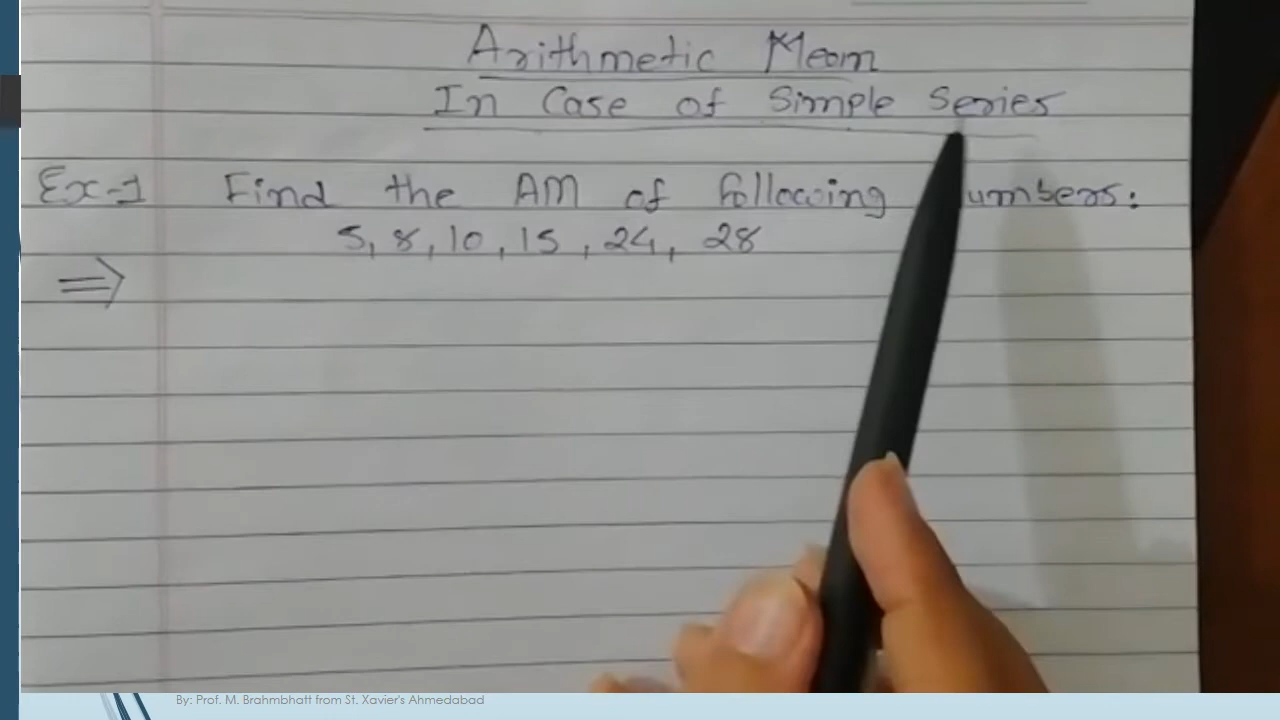 Arithmetic Mean
In Case of Simple Series
Ex-1 Find the AM of following umbers:
5, 8, 10, 15, 24, 28
⇒
By: Prof. M. Brahmbhatt from St. Xavier's Ahmedabad